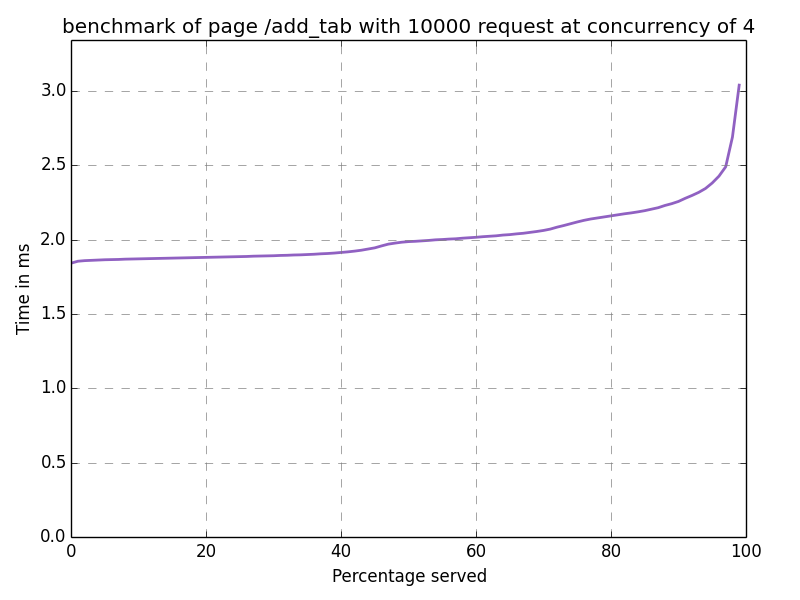 benchmark of page /add_tab with 10000 request at concurrency of 4
3.0
2.5
2.0
1.5
1.0
0.5
0.0
Time in ms
0 20 40 60 80 100
Percentage served